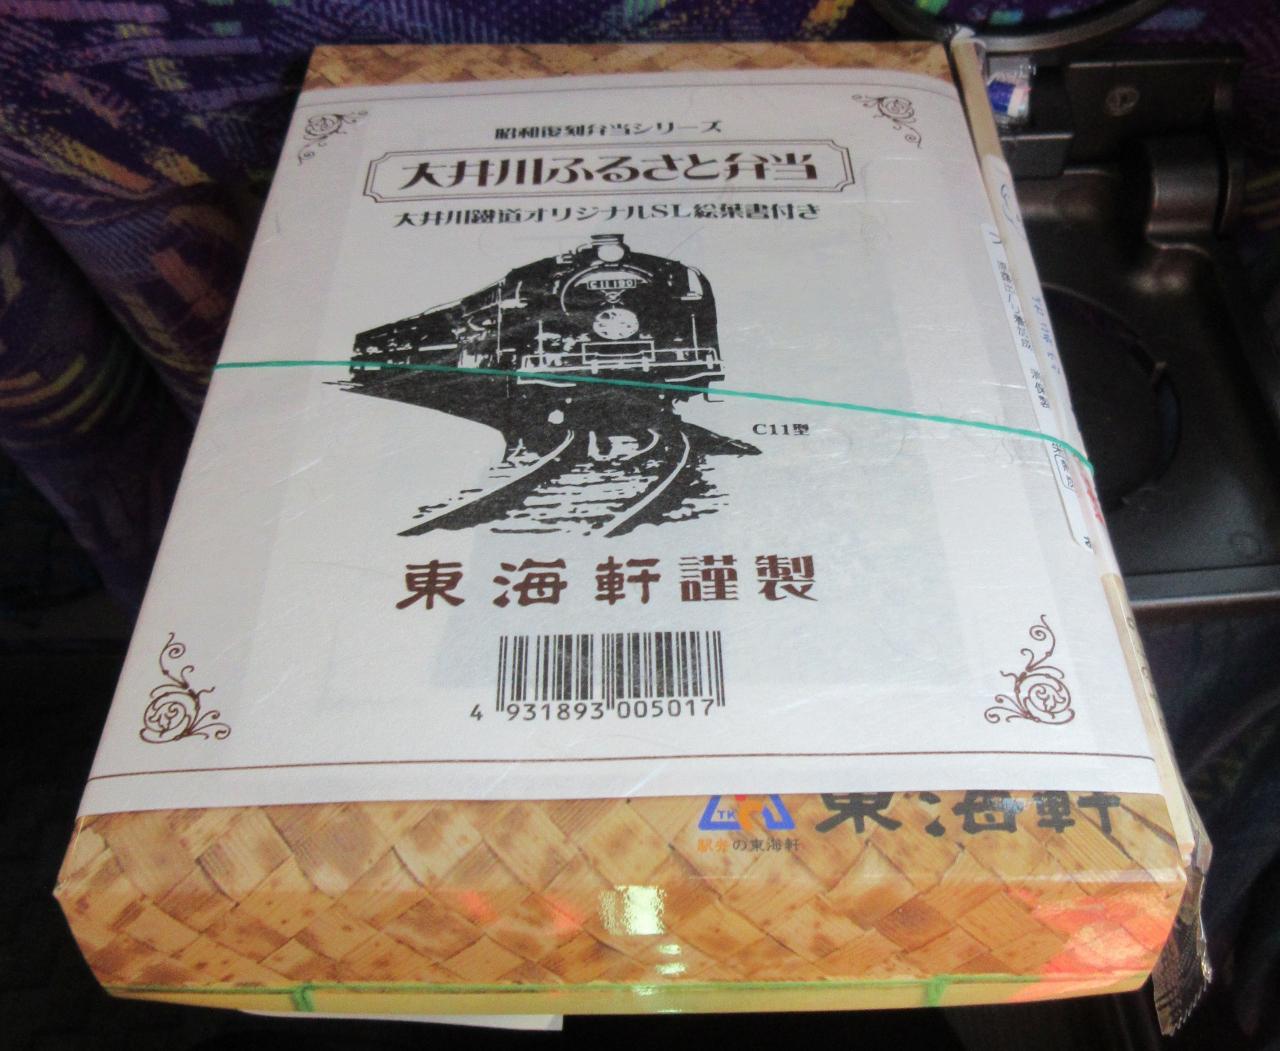 昭和復刻弁当シリーズ
大井川ふるさと弁当
大井川鐵道オリジナルSL絵葉書付き
C11190
C11型
東海軒謹製
4 931893 005017
TK
東海軒
駅弁の東海軒